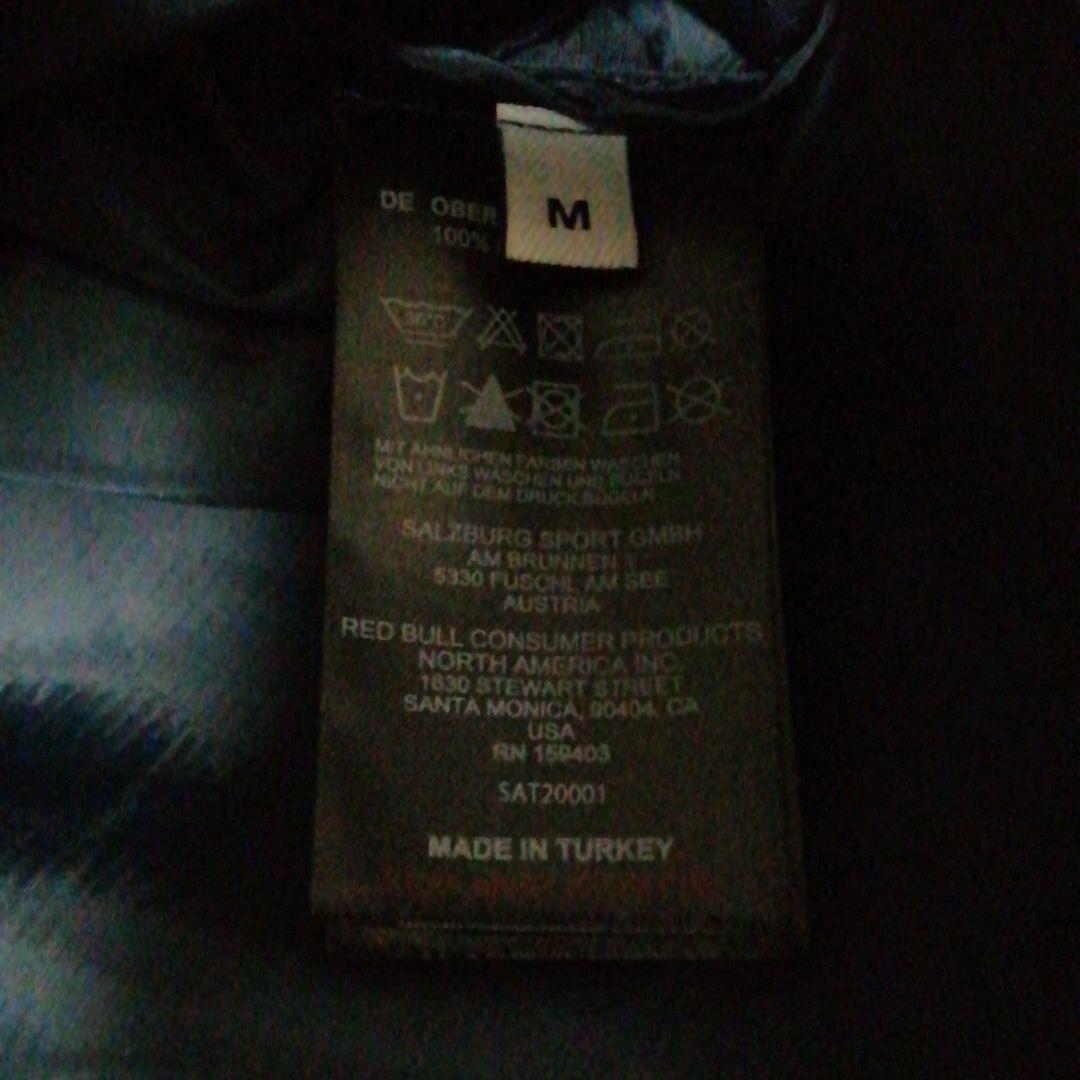 M
DE OBER
100%
30°C
MIT ÄHNLICHEN FARBEN WASCHEN
VON LINKS WASCHEN UND BÜGELN
NICHT AUF DEM DRUCK BÜGELN
SALZBURG SPORT GMBH
AM BRUNNEN 1
5330 FUSCHL AM SEE
AUSTRIA
RED BULL CONSUMER PRODUCTS
NORTH AMERICA INC.
1630 STEWART STREET
SANTA MONICA, 90404, CA
USA
RN 159403
SAT20001
MADE IN TURKEY